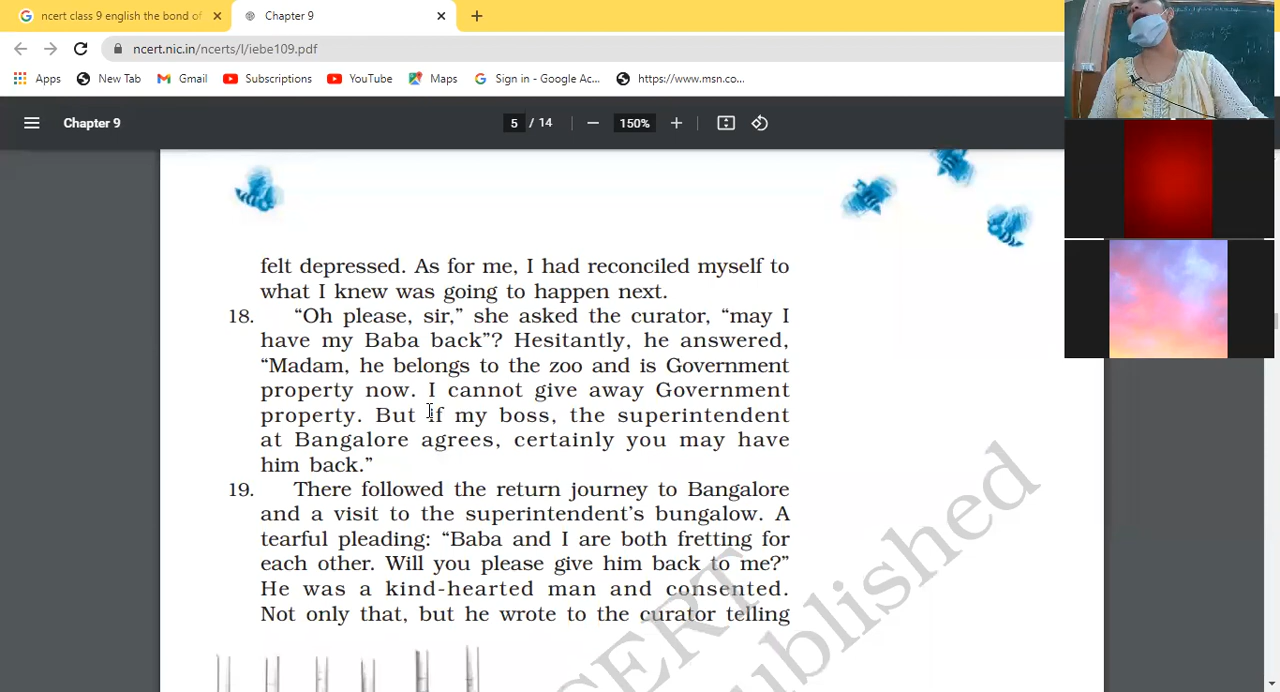 ncert class 9 english the bond of
Chapter 9
ncert.nic.in/ncerts/l/iebe109.pdf
Apps New Tab Gmail Subscriptions YouTube Maps Sign in - Google Ac... https://www.msn.co...
Chapter 9 5 / 14 150%
felt depressed. As for me, I had reconciled myself to
what I knew was going to happen next.
18. “Oh please, sir,” she asked the curator, “may I
have my Baba back”? Hesitantly, he answered,
“Madam, he belongs to the zoo and is Government
property now. I cannot give away Government
property. But if my boss, the superintendent
at Bangalore agrees, certainly you may have
him back.”
19. There followed the return journey to Bangalore
and a visit to the superintendent’s bungalow. A
tearful pleading: “Baba and I are both fretting for
each other. Will you please give him back to me?”
He was a kind-hearted man and consented.
Not only that, but he wrote to the curator telling